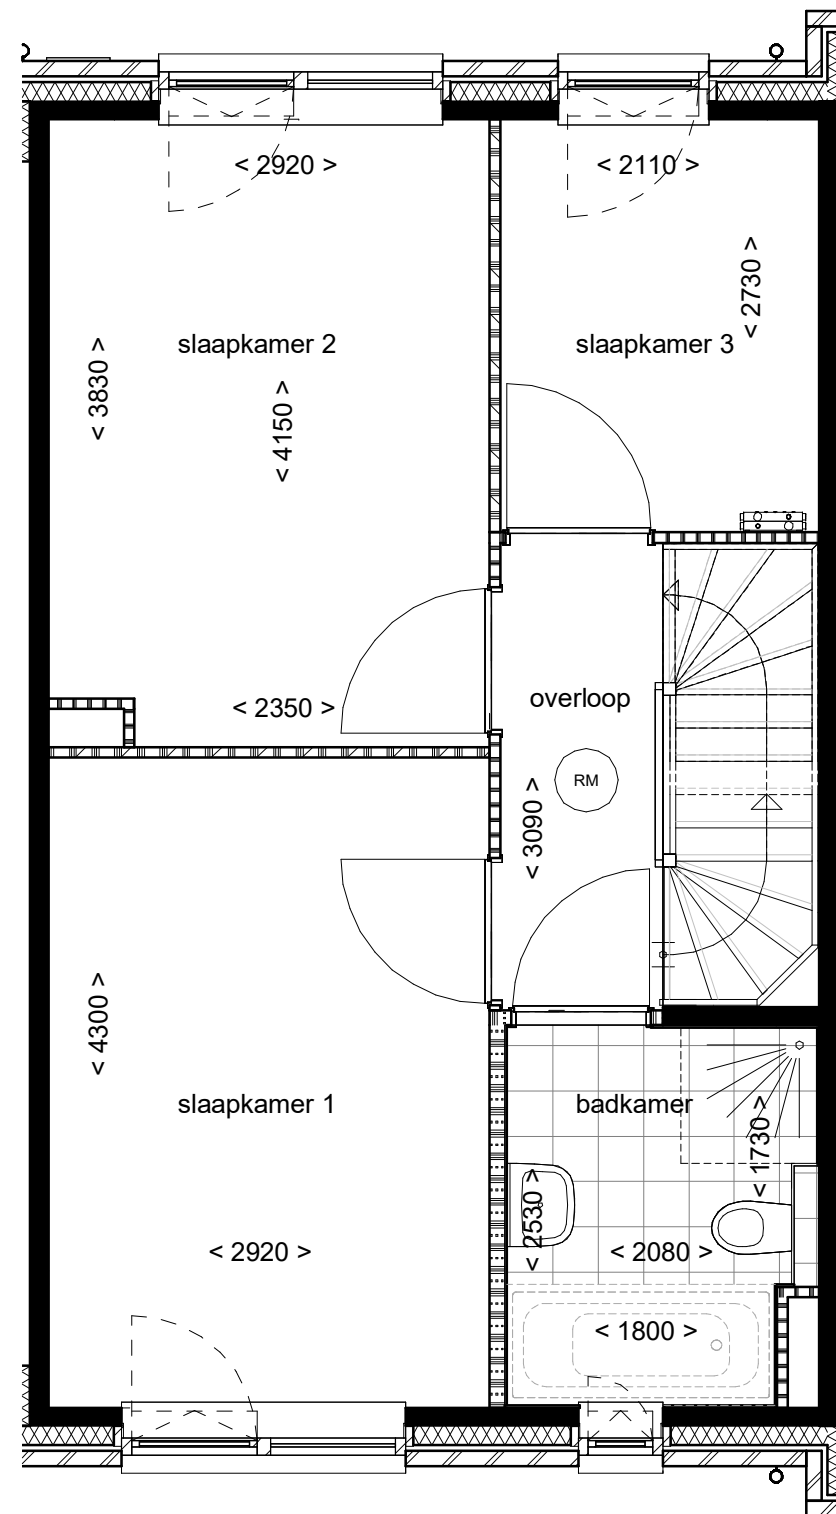 < 2920 >
< 2110 >
< 2730 >
slaapkamer 2
slaapkamer 3
< 3830 >
< 4150 >
overloop
< 2350 >
RM
< 3090 >
< 4300 >
slaapkamer 1
badkamer
< 1730 >
< 2530 >
< 2920 >
< 2080 >
< 1800 >